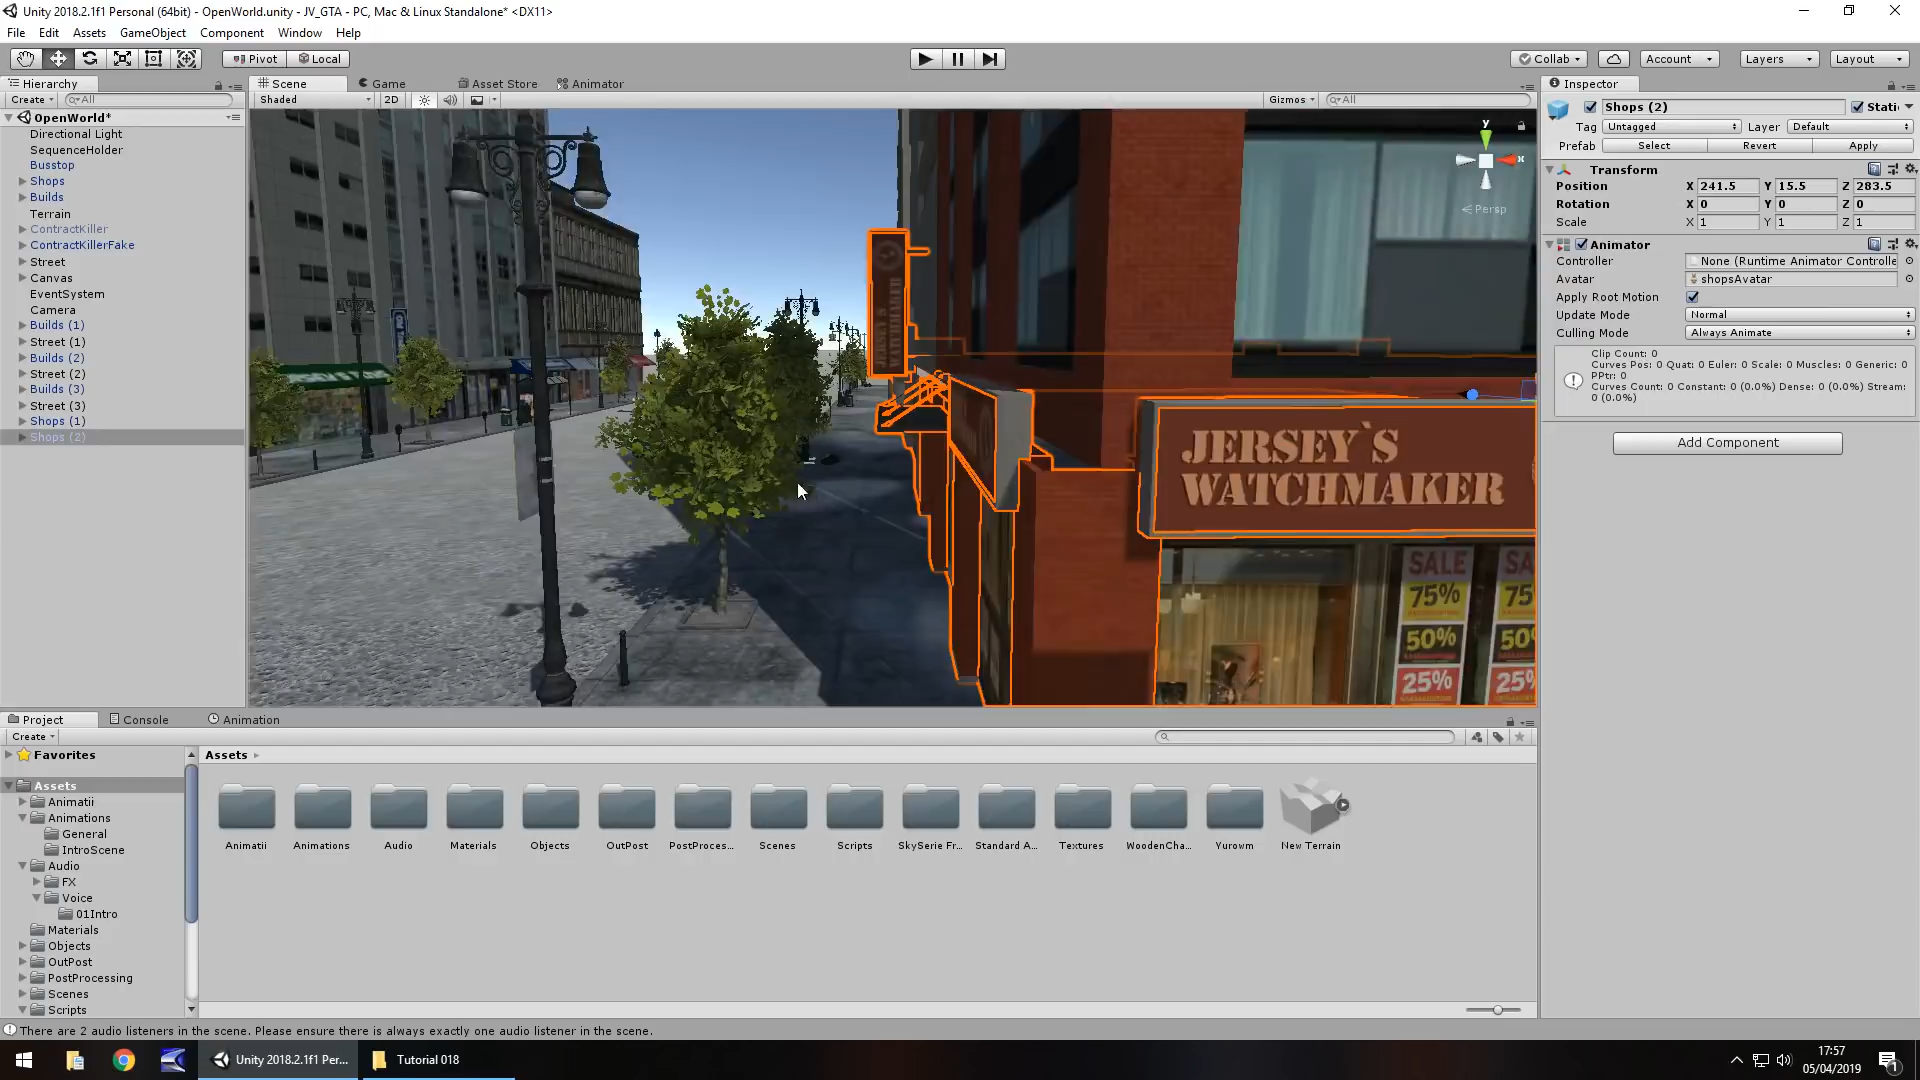 Unity 2018.2.1f1 Personal (64bit) - OpenWorld.unity - JV_GTA - PC, Mac & Linux Standalone* <DX11>
File Edit Assets GameObject Component Window Help
Pivot Local Collab Account Layers Layout
Hierarchy Scene Game Asset Store Animator Inspector
Create All Shaded 2D Gizmos All
OpenWorld*
Directional Light
SequenceHolder
Busstop
Shops
Builds
Terrain
ContractKiller
ContractKillerFake
Street
Canvas
EventSystem
Camera
Builds (1)
Street (1)
Builds (2)
Street (2)
Builds (3)
Street (3)
Shops (1)
Shops (2)
y
x
Persp
JERSEY`S
WATCHMAKER
WATCHMAKER
SALE
75% 75
50% 50
25% 25%
Shops (2) Stati
Tag Untagged Layer Default
Prefab Select Revert Apply
Transform
Position X 241.5 Y 15.5 Z 283.5
Rotation X 0 Y 0 Z 0
Scale X 1 Y 1 Z 1
Animator
Controller None (Runtime Animator Controlle
Avatar shopsAvatar
Apply Root Motion
Update Mode Normal
Culling Mode Always Animate
Clip Count: 0
Curves Pos: 0 Quat: 0 Euler: 0 Scale: 0 Muscles: 0 Generic: 0
PPtr: 0
Curves Count: 0 Constant: 0 (0.0%) Dense: 0 (0.0%) Stream:
0 (0.0%)
Add Component
Project Console Animation
Create
Favorites
Assets
Animatii
Animations
General
IntroScene
Audio
FX
Voice
01Intro
Materials
Objects
OutPost
PostProcessing
Scenes
Scripts
Assets
Animatii Animations Audio Materials Objects OutPost PostProces... Scenes Scripts SkySerie Fr... Standard A... Textures WoodenCha... Yurowm New Terrain
There are 2 audio listeners in the scene. Please ensure there is always exactly one audio listener in the scene.
Unity 2018.2.1f1 Per... Tutorial 018
17:57
05/04/2019
1